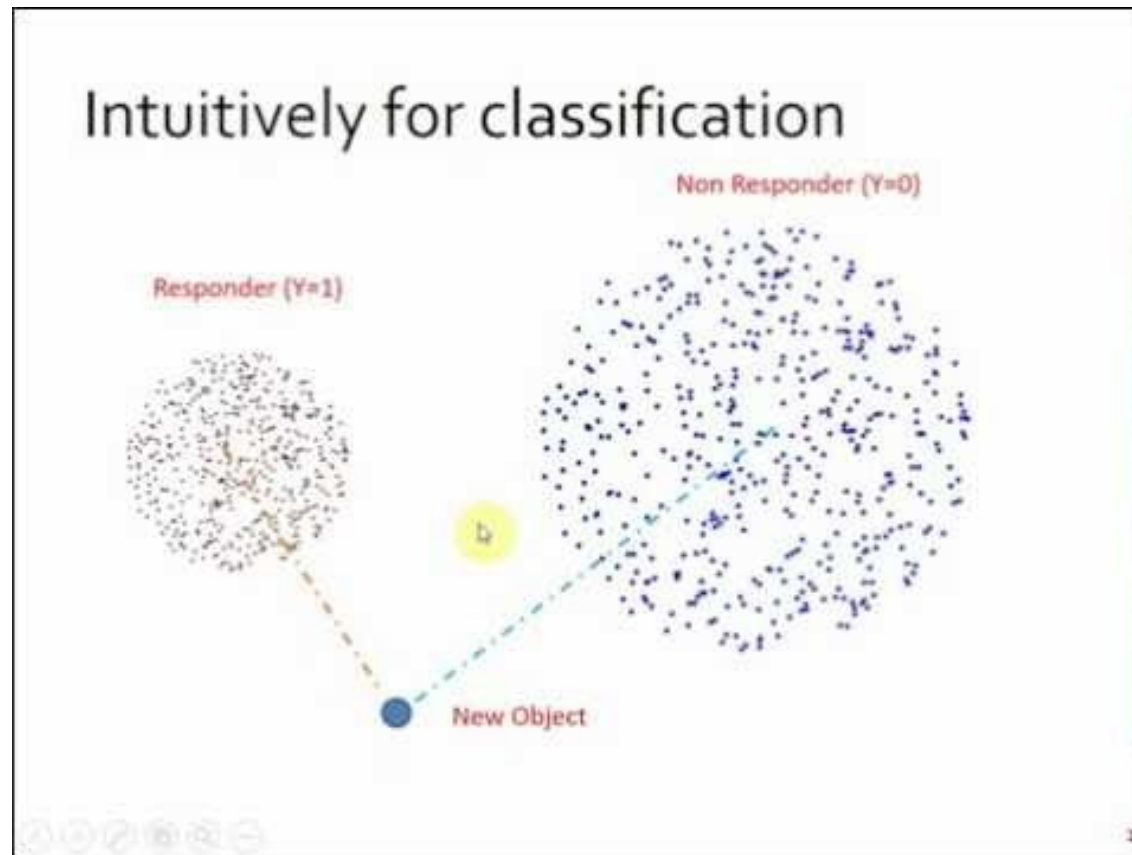 Intuitively for classification
Non Responder (Y=0)
Responder (Y=1)
New Object